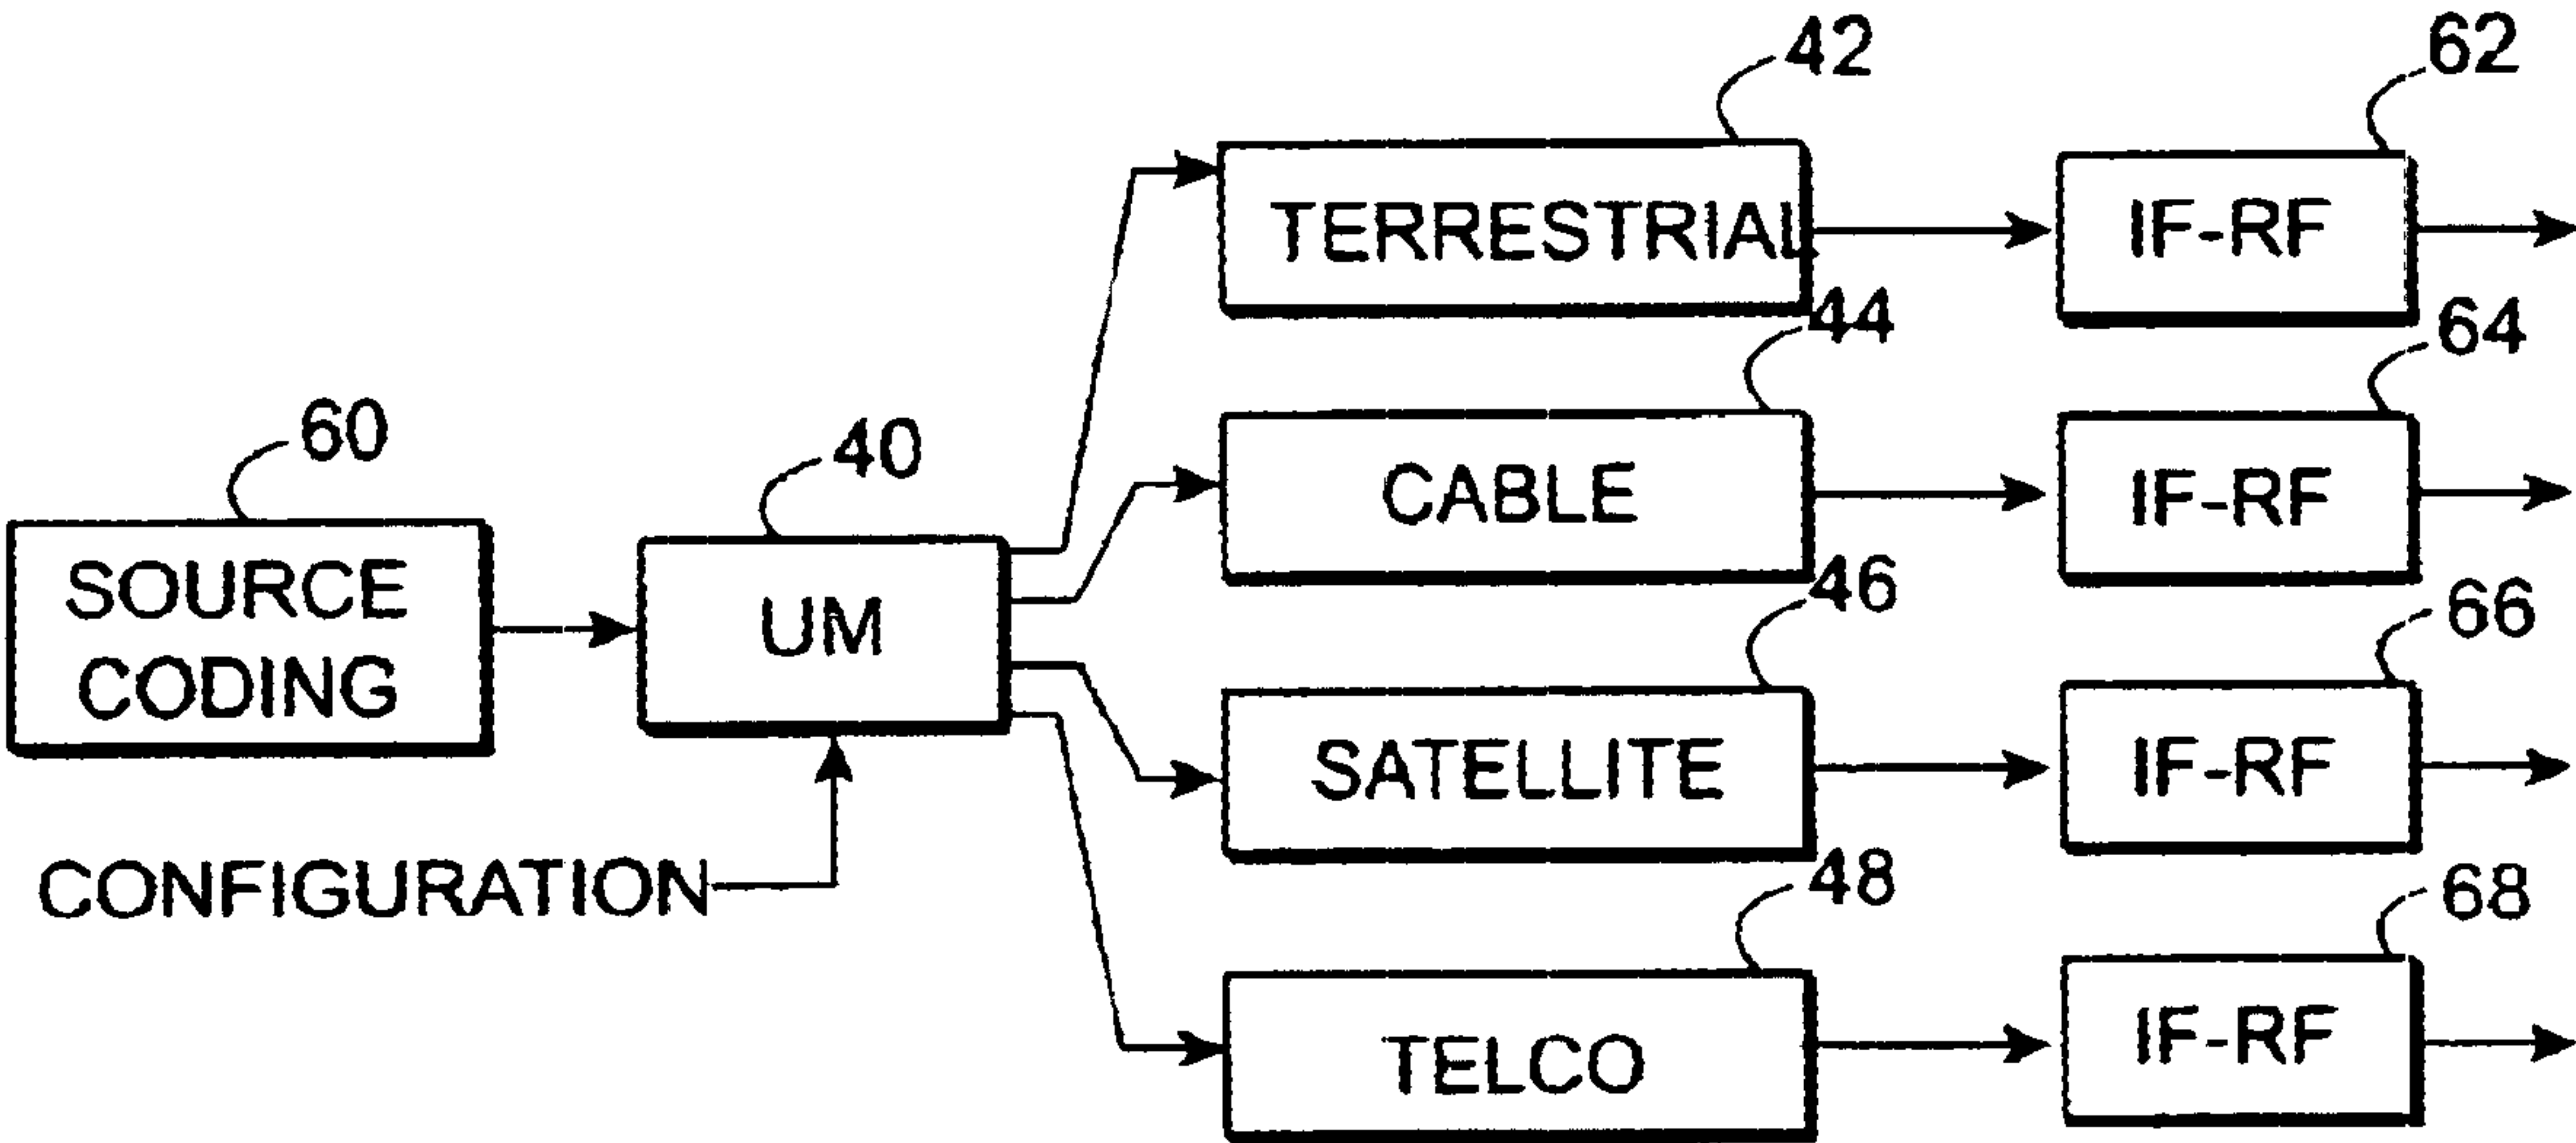 42
62
TERRESTRIAL
IF-RF
44
64
CABLE
IF-RF
60
40
SOURCE
CODING
UM
46
66
SATELLITE
IF-RF
CONFIGURATION
48
68
TELCO
IF-RF